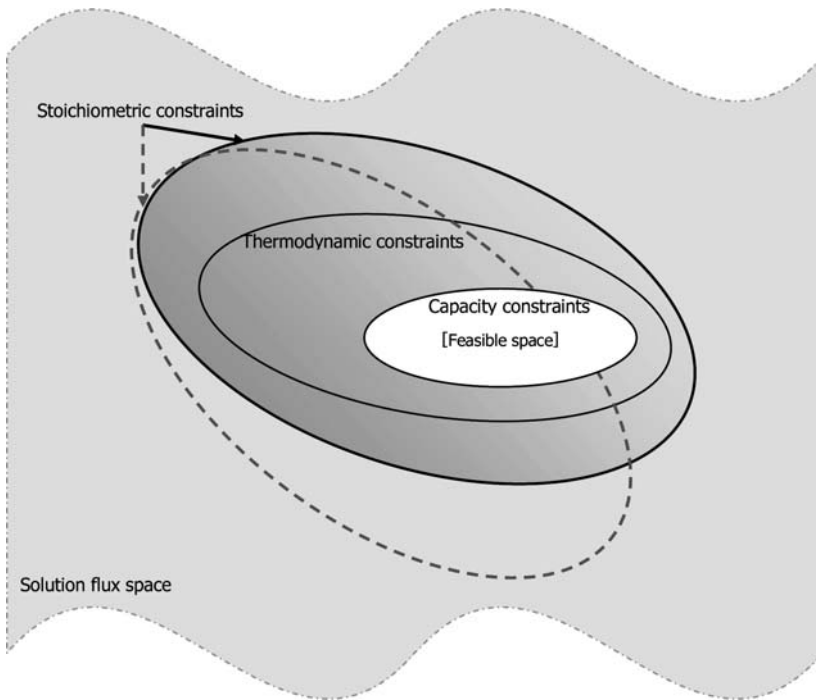 Stoichiometric constraints
Thermodynamic constraints
Capacity constraints
[Feasible space]
Solution flux space